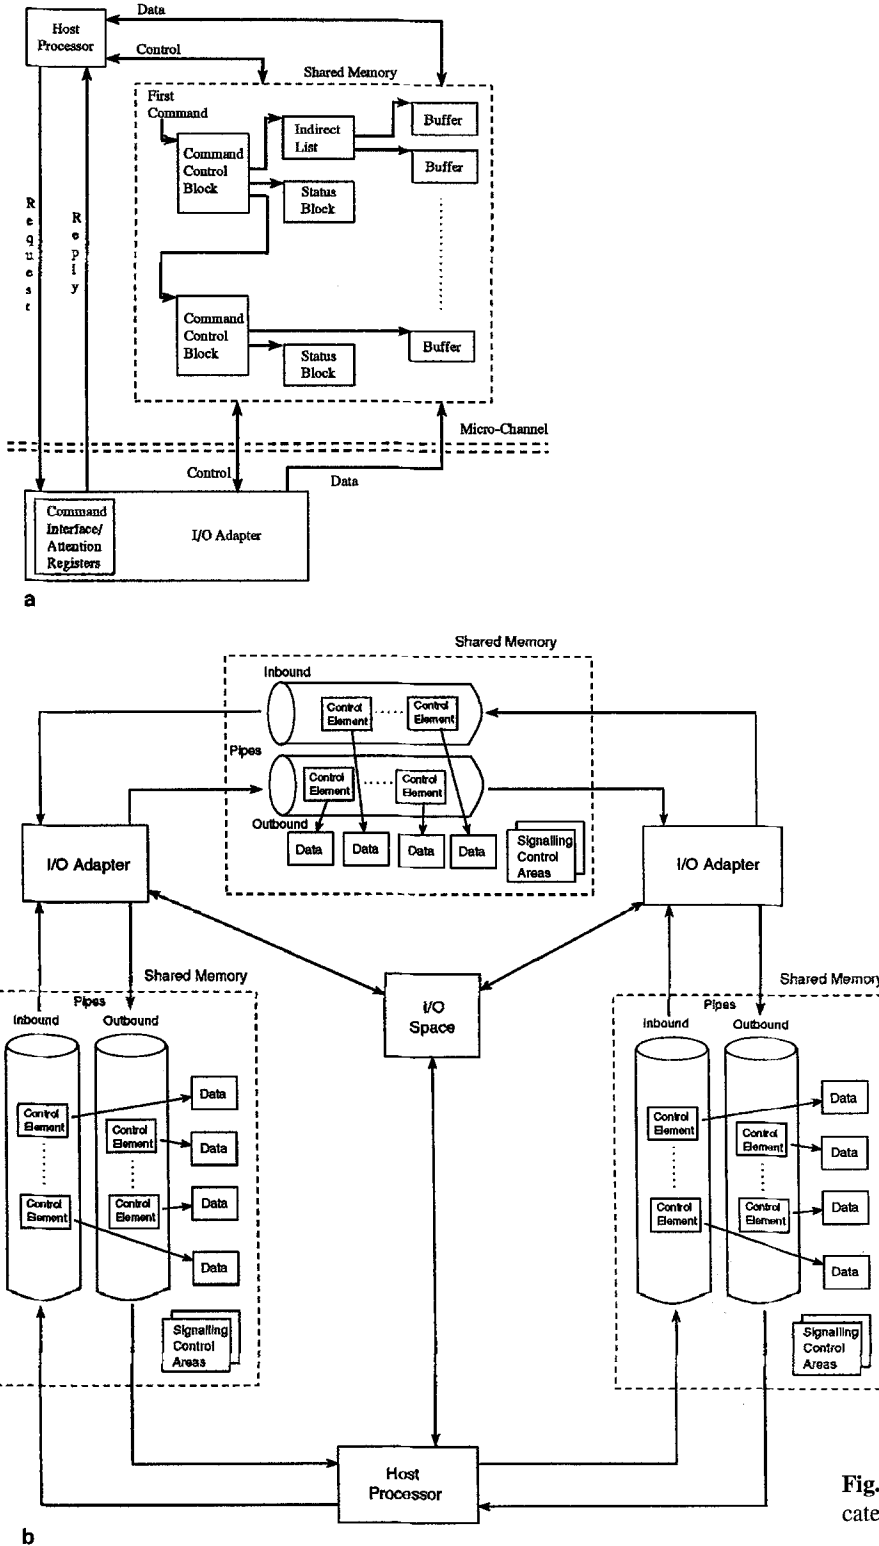 Data
Host
Processor
Control
Shared Memory
First
Command
Command
Control
Block
Indirect
List
Buffer
Buffer
Status
Block
Request
Reply
Command
Control
Block
Buffer
Status
Block
Micro-Channel
Control
Data
Command
Interface/
Attention
Registers
I/O Adapter
a
Shared Memory
Inbound
Control
Element
Control
Element
Pipes
Control
Element
Control
Element
Outbound
Data
Data
Data
Data
Signalling
Control
Areas
I/O Adapter
I/O Adapter
I/O
Space
Shared Memory
Pipes
Inbound
Outbound
Control
Element
Control
Element
Control
Element
Control
Element
Data
Data
Data
Data
Signalling
Control
Areas
Shared Memory
Pipes
Inbound
Outbound
Control
Element
Control
Element
Control
Element
Control
Element
Data
Data
Data
Data
Signalling
Control
Areas
Host
Processor
b
Fig.
cate